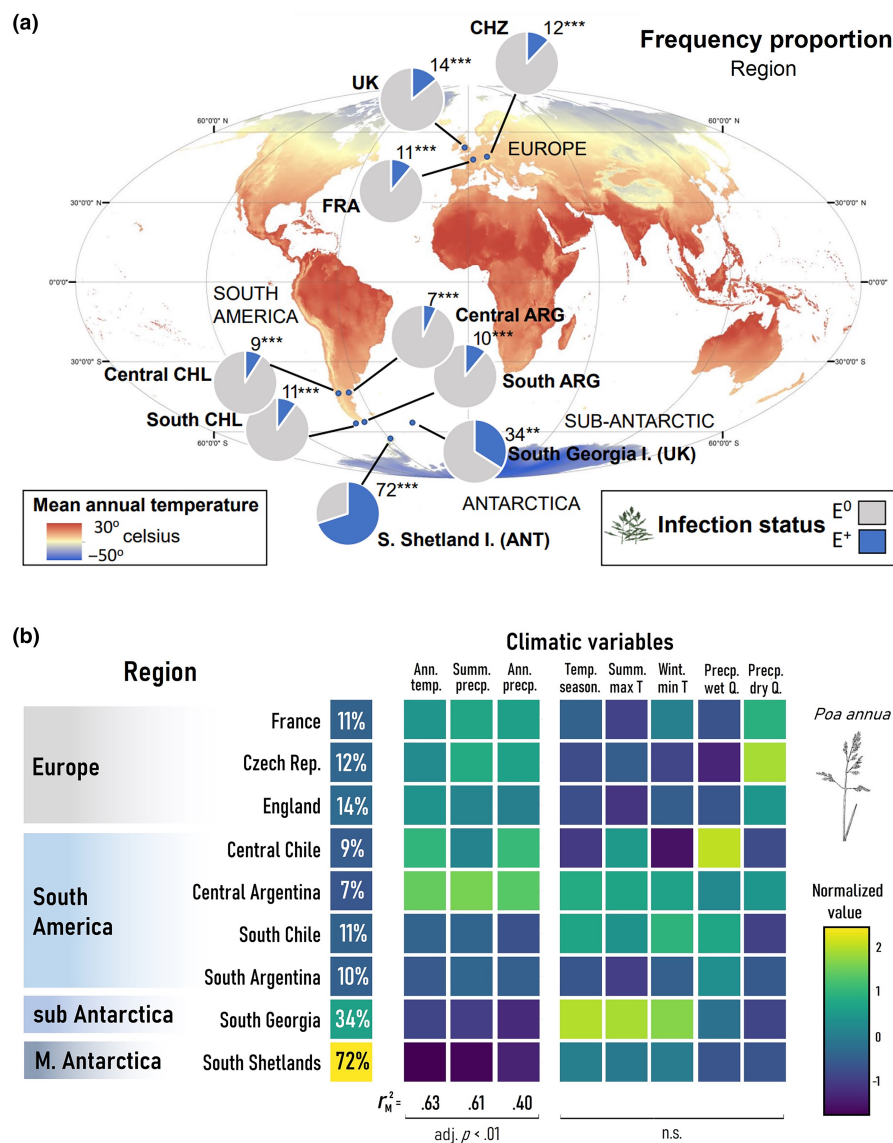 (a)
Frequency proportion
Region
CHZ
12***
UK
14***
11***
FRA
EUROPE
60°0'0" N
60°0'0" N
30°0'0" N
30°0'0" N
0°0'0"
0°0'0"
SOUTH
AMERICA
7***
Central ARG
9***
10***
Central CHL
South ARG
30°0'0" S
30°0'0" S
11***
South CHL
SUB-ANTARCTIC
34**
South Georgia I. (UK)
60°0'0" S
60°0'0" S
72***
ANTARCTICA
S. Shetland I. (ANT)
Mean annual temperature
30º
celsius
−50º
Infection status
E⁰
E⁺
(b)
Climatic variables
Region
Ann. temp.
Summ. precp.
Ann. precp.
Temp. season.
Summ. max T
Wint. min T
Precp. wet Q.
Precp. dry Q.
Europe
France 11%
Czech Rep. 12%
England 14%
South America
Central Chile 9%
Central Argentina 7%
South Chile 11%
South Argentina 10%
sub Antarctica
South Georgia 34%
M. Antarctica
South Shetlands 72%
Poa annua
Normalized
value
2
1
0
-1
r²M = .63 .61 .40
adj. p < .01
n.s.